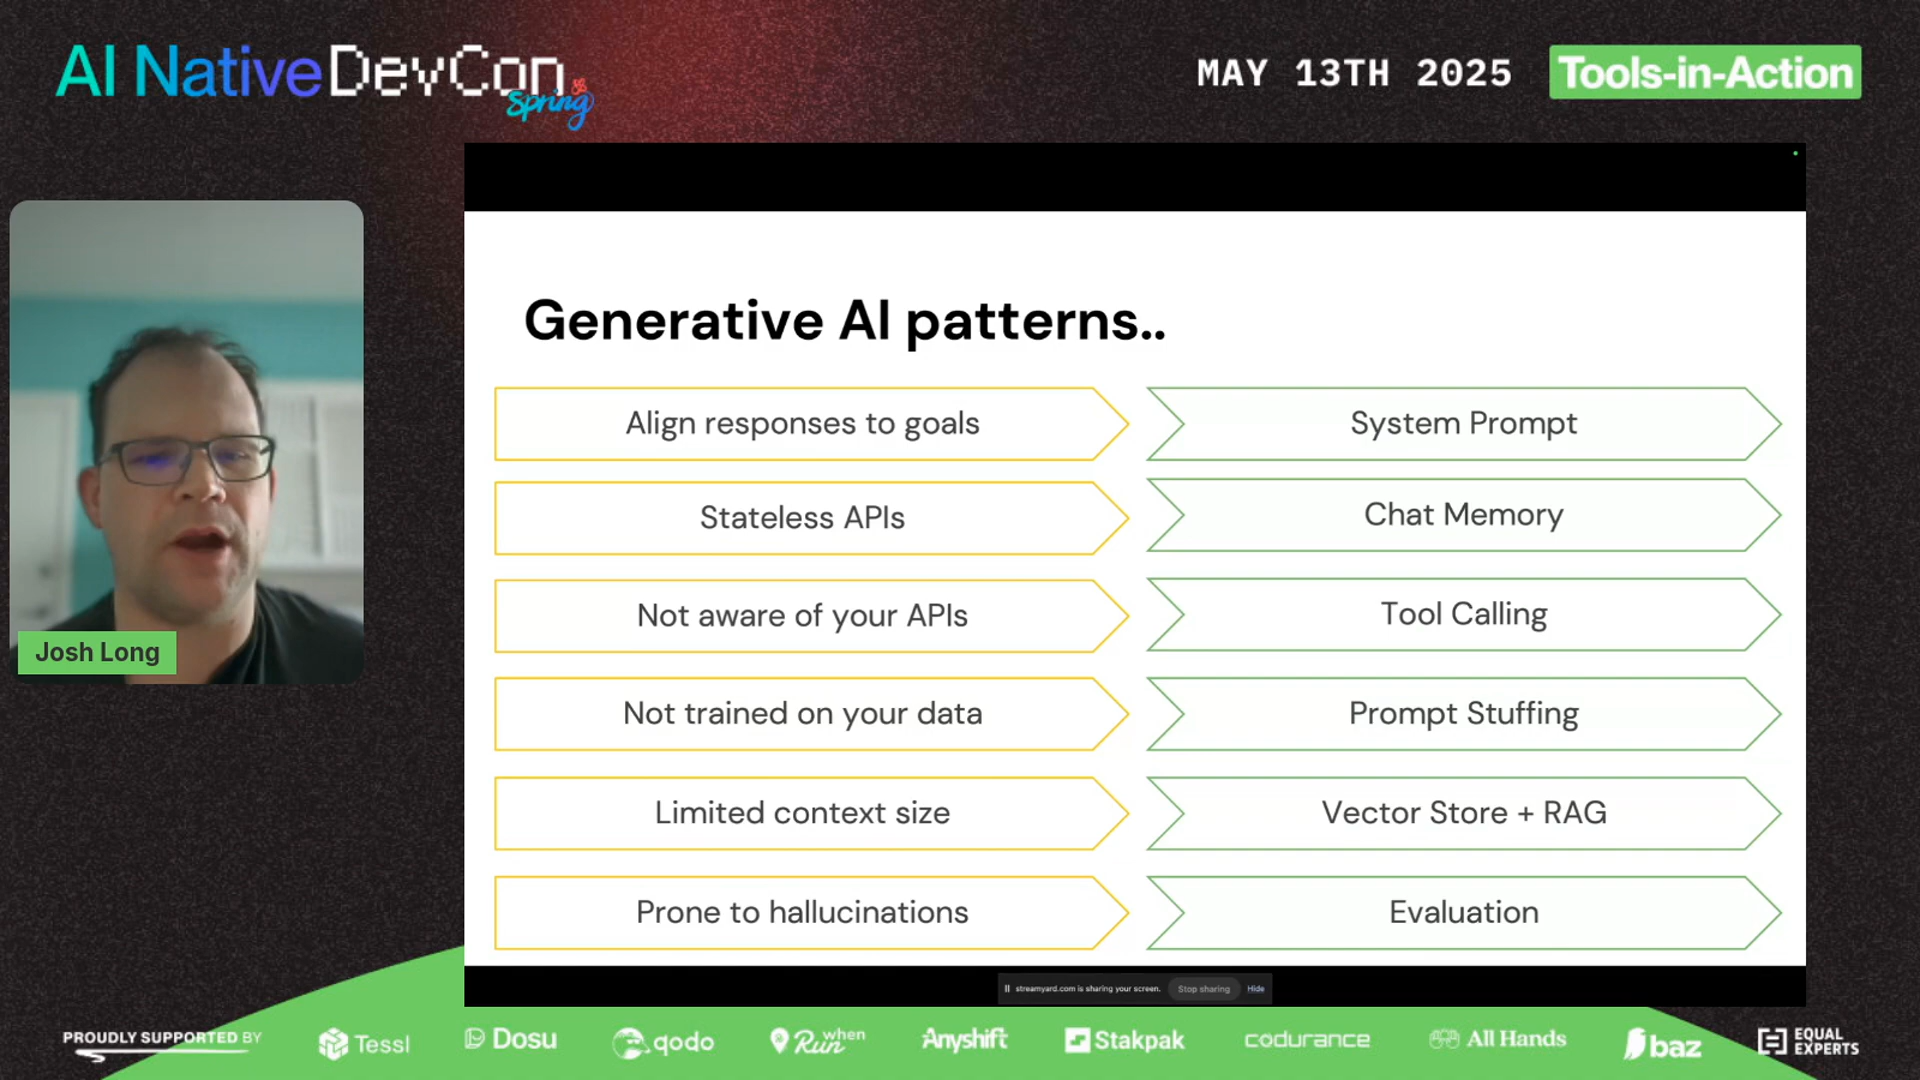 AI Native DevCon
Spring
MAY 13TH 2025
Tools-in-Action
Josh Long
Generative AI patterns..
Align responses to goals
System Prompt
Stateless APIs
Chat Memory
Not aware of your APIs
Tool Calling
Not trained on your data
Prompt Stuffing
Limited context size
Vector Store + RAG
Prone to hallucinations
Evaluation
streamyard.com is sharing your screen.
Stop sharing
Hide
PROUDLY SUPPORTED BY
Tessl
Dosu
qodo
Run when
Anyshift
Stakpak
codurance
All Hands
baz
EQUAL
EXPERTS